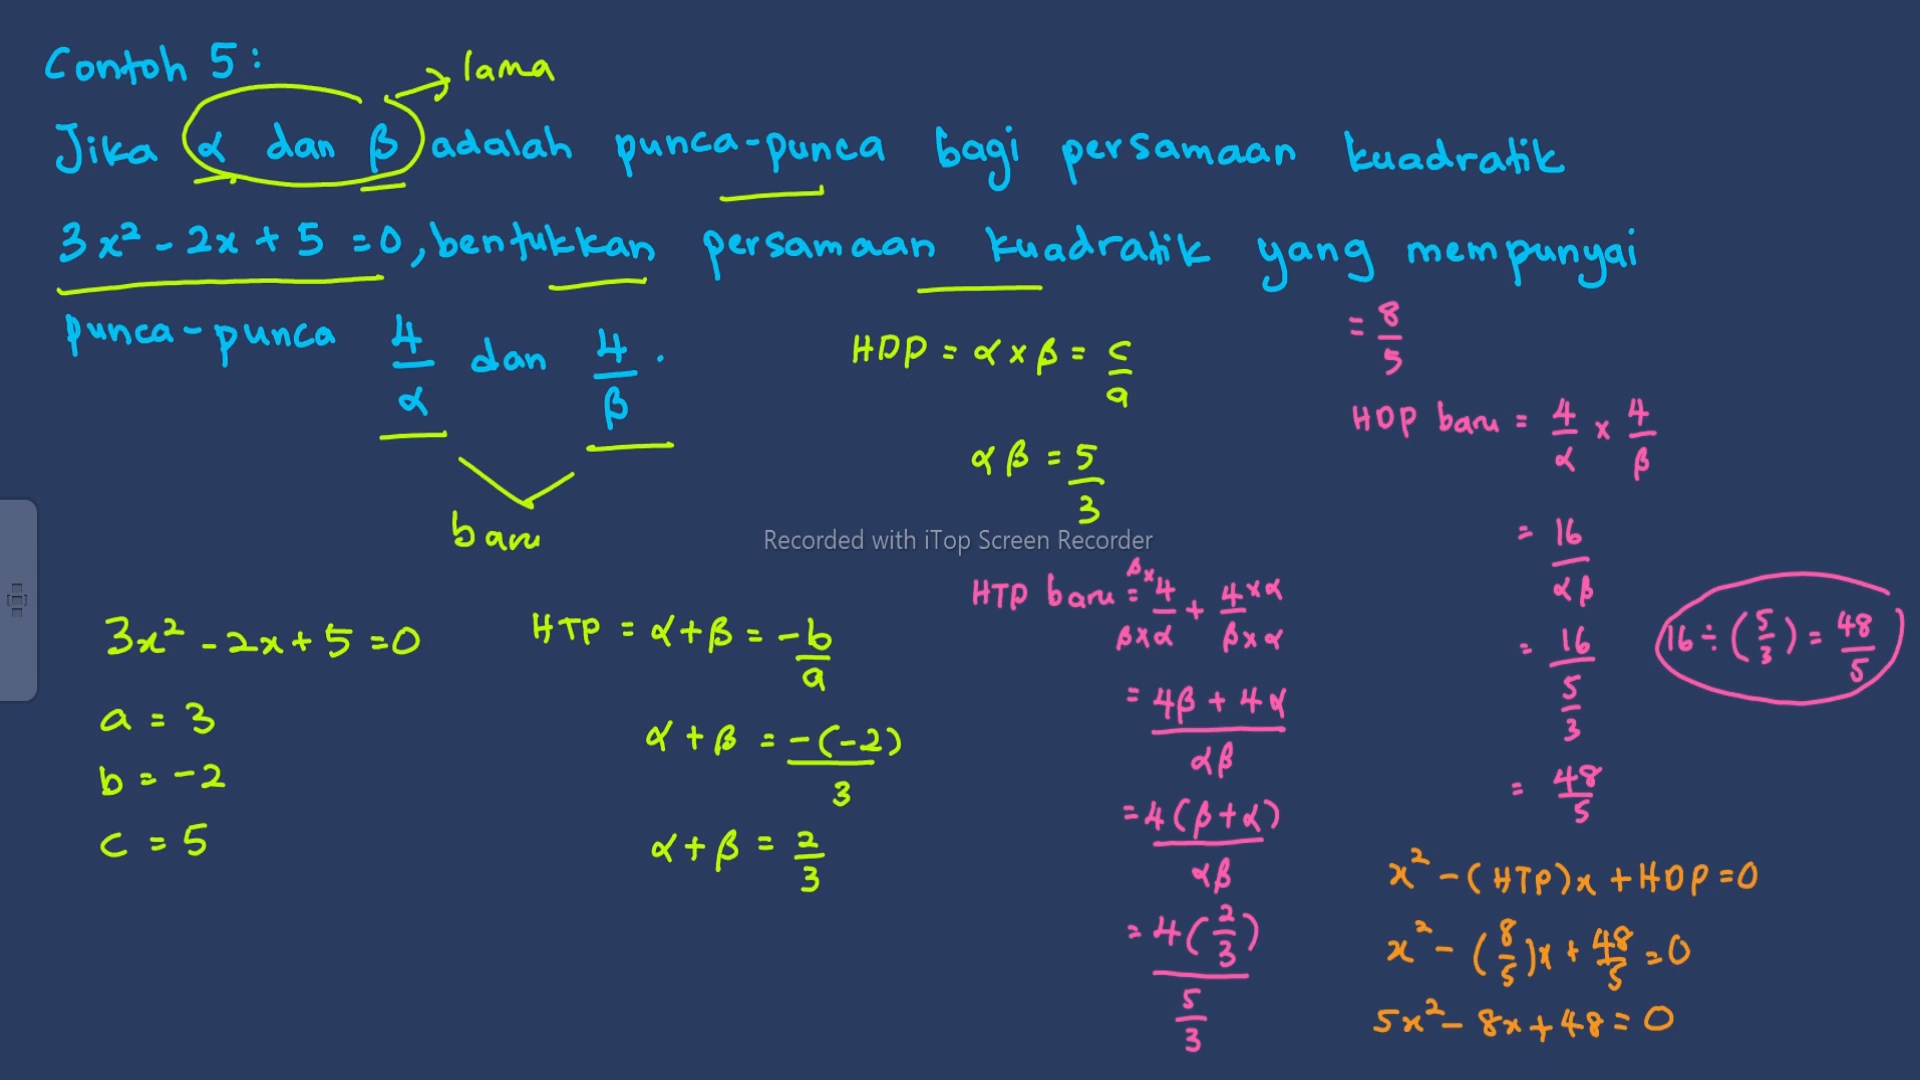 Contoh 5:
lama
Jika α dan β adalah punca-punca bagi persamaan kuadratik
3x² - 2x + 5 = 0, bentukkan persamaan kuadratik yang mempunyai
punca-punca 4/α dan 4/β.
baru
3x² - 2x + 5 = 0
a = 3
b = -2
c = 5
HTP = α + β = -b/a
α + β = -(-2)/3
α + β = 2/3
HDP = α × β = c/a
αβ = 5/3
Recorded with iTop Screen Recorder
HTP baru = β×4/β×α + 4×α/β×α
= 4β + 4α/αβ
= 4(β+α)/αβ
= 4(2/3)/5/3
= 8/5
HDP baru = 4/α × 4/β
= 16/αβ
= 16/5/3
16 ÷ (5/3) = 48/5
= 48/5
x² - (HTP)x + HDP = 0
x² - (8/5)x + 48/5 = 0
5x² - 8x + 48 = 0